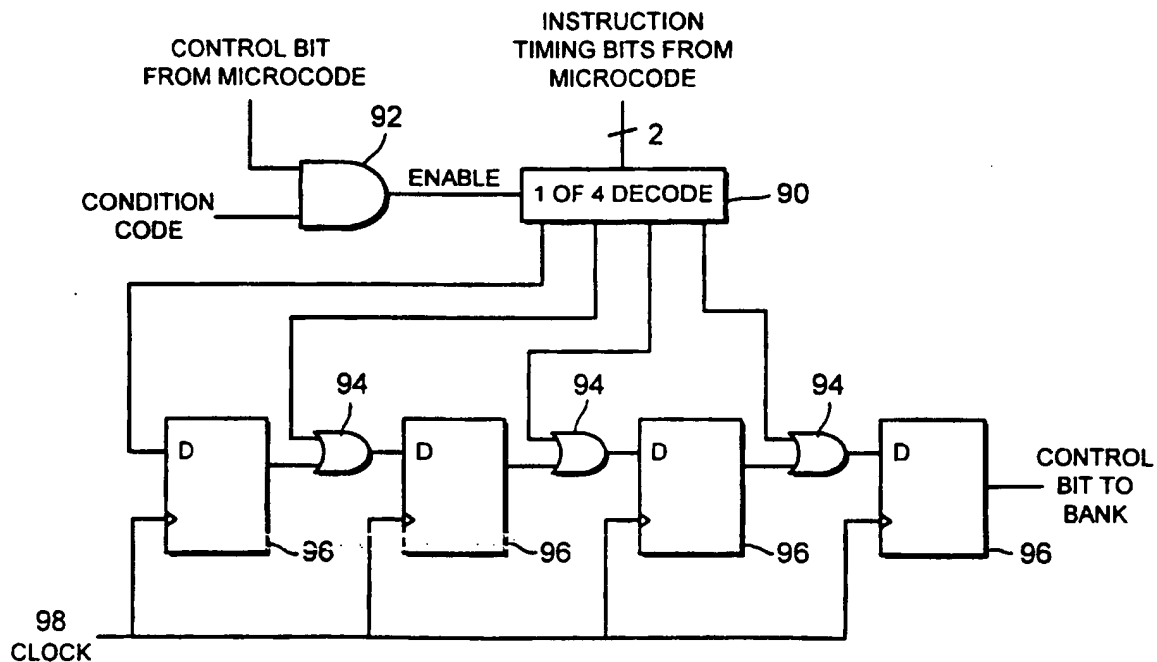 CONTROL BIT
FROM MICROCODE
INSTRUCTION
TIMING BITS FROM
MICROCODE
92
2
ENABLE
1 OF 4 DECODE
90
CONDITION
CODE
94
94
94
D
D
D
D
CONTROL
BIT TO
BANK
96
96
96
96
98
CLOCK